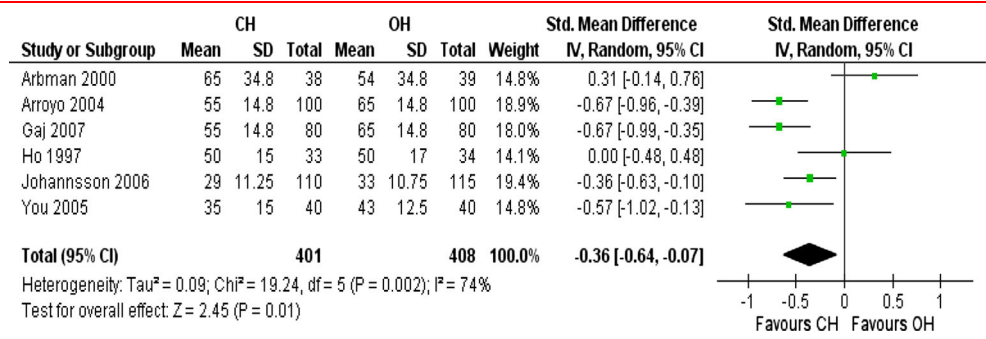 CH OH Std. Mean Difference Std. Mean Difference
Study or Subgroup Mean SD Total Mean SD Total Weight IV, Random, 95% CI IV, Random, 95% CI
Arbman 2000 65 34.8 38 54 34.8 39 14.8% 0.31 [-0.14, 0.76]
Arroyo 2004 55 14.8 100 65 14.8 100 18.9% -0.67 [-0.96, -0.39]
Gaj 2007 55 14.8 80 65 14.8 80 18.0% -0.67 [-0.99, -0.35]
Ho 1997 50 15 33 50 17 34 14.1% 0.00 [-0.48, 0.48]
Johannsson 2006 29 11.25 110 33 10.75 115 19.4% -0.36 [-0.63, -0.10]
You 2005 35 15 40 43 12.5 40 14.8% -0.57 [-1.02, -0.13]
Total (95% CI) 401 408 100.0% -0.36 [-0.64, -0.07]
Heterogeneity: Tau² = 0.09; Chi² = 19.24, df = 5 (P = 0.002); I² = 74%
Test for overall effect: Z = 2.45 (P = 0.01)
-1 -0.5 0 0.5 1
Favours CH Favours OH